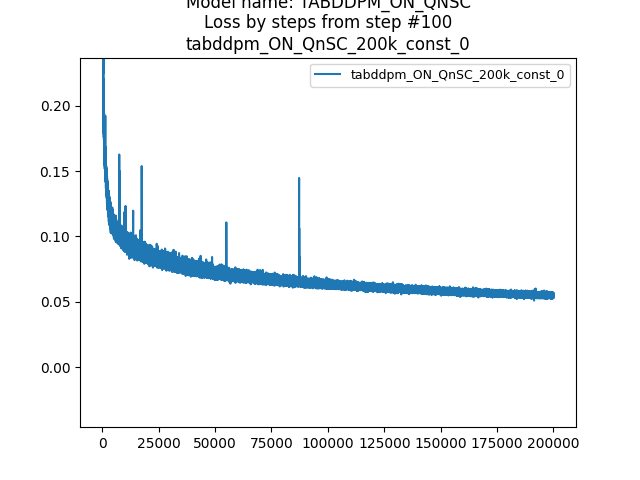 Model name: TABDDPM_ON_QNSC
Loss by steps from step #100
tabddpm_ON_QnSC_200k_const_0
tabddpm_ON_QnSC_200k_const_0
0.20
0.15
0.10
0.05
0.00
0 25000 50000 75000 100000 125000 150000 175000 200000